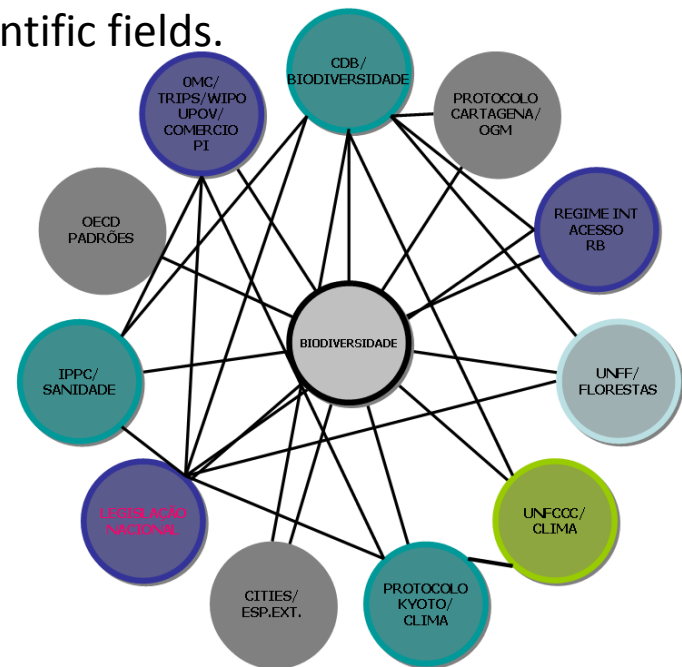 ntific fields.
CDB/
BIODIVERSIDADE
PROTOCOLO
CARTAGENA/
OGM
REGIME INT
ACESSO
RB
UNFF/
FLORESTAS
UNFCCC/
CLIMA
PROTOCOLO
KYOTO/
CLIMA
CITIES/
ESP.EXT.
LEGISLAÇÃO
NACIONAL
IPPC/
SANIDADE
OECD
PADRÕES
OMC/
TRIPS/WIPO
UPOV/
COMERCIO
PI
BIODIVERSIDADE